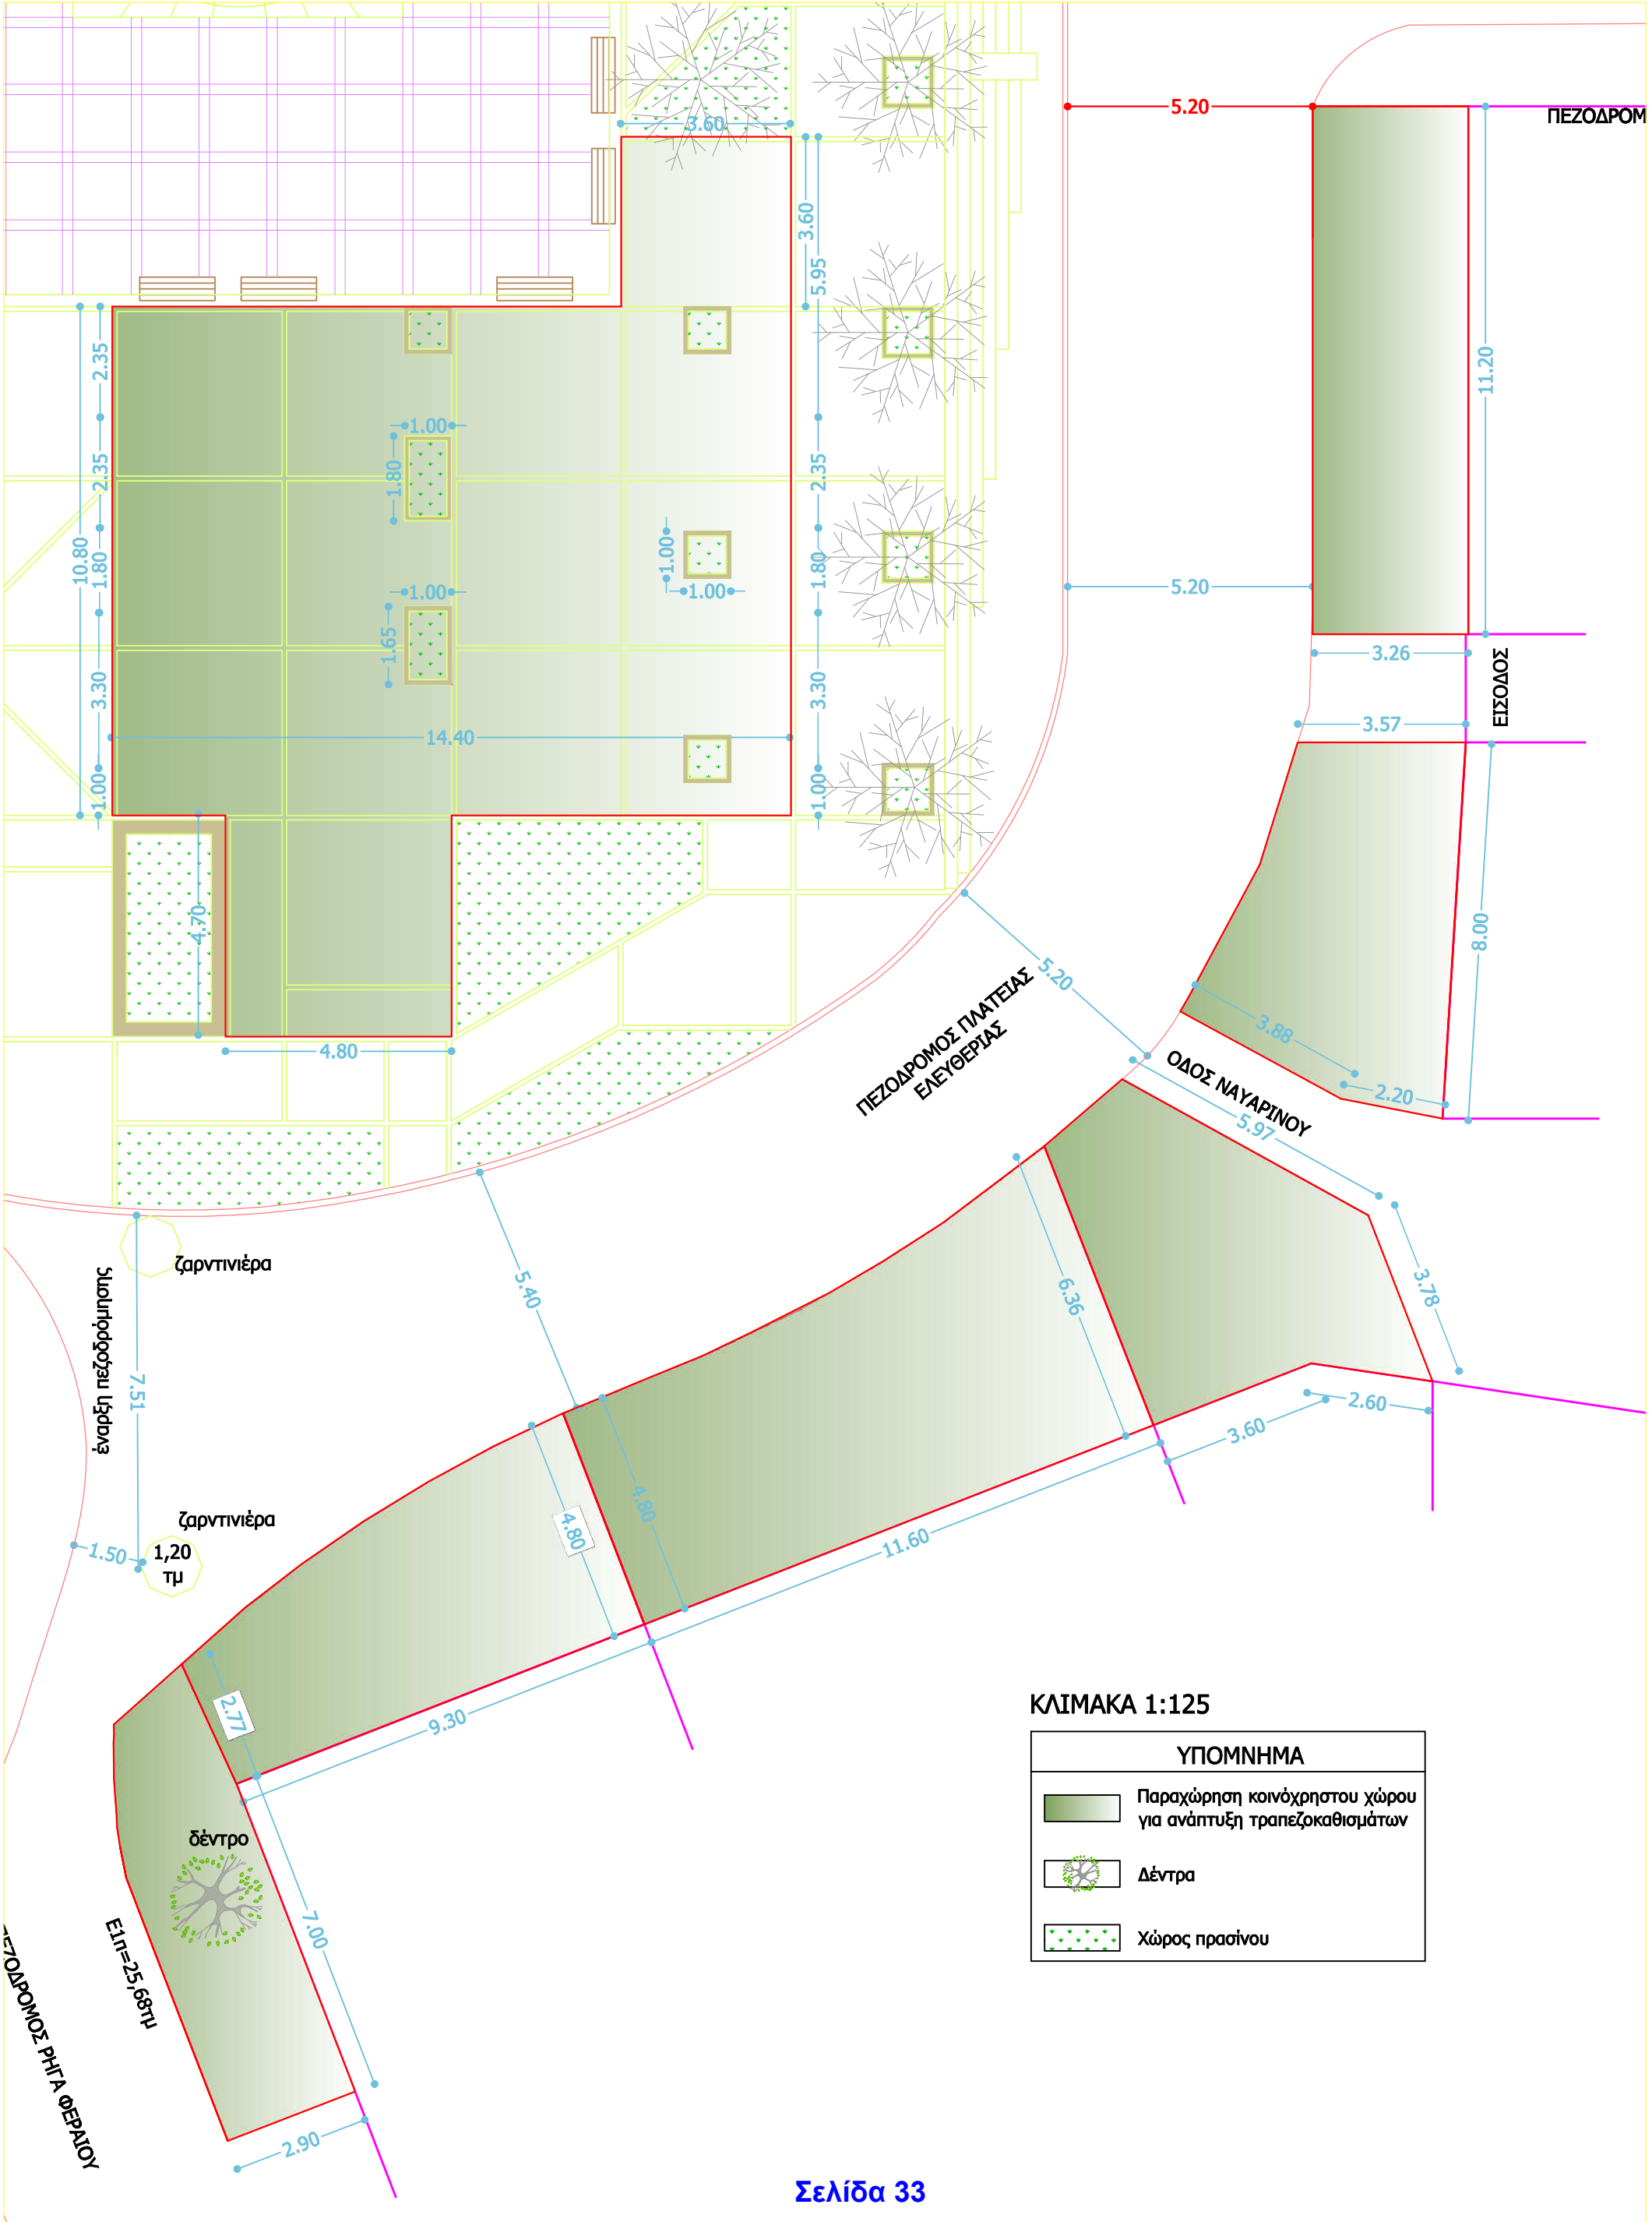 3.60
5.20
ΠΕΖΟΔΡΟΜ
3.60
5.95
2.35
11.20
1.00
2.35
1.80
2.35
10.80
1.80
1.00
1.80
1.00
1.00
5.20
1.65
3.26
ΕΙΣΟΔΟΣ
3.30
3.30
3.57
14.40
1.00
1.00
4.70
8.00
5.20
ΠΕΖΟΔΡΟΜΟΣ ΠΛΑΤΕΙΑΣ
ΕΛΕΥΘΕΡΙΑΣ
3.88
4.80
2.20
ΟΔΟΣ ΝΑΥΑΡΙΝΟΥ
5.97
ζαρντινιέρα
5.40
6.36
3.78
έναρξη πεζοδρόμησης
7.51
2.60
3.60
4.80
4.80
ζαρντινιέρα
1.50
1,20
τμ
11.60
2.77
9.30
ΚΛΙΜΑΚΑ 1:125
ΥΠΟΜΝΗΜΑ
Παραχώρηση κοινόχρηστου χώρου
για ανάπτυξη τραπεζοκαθισμάτων
Δέντρα
Χώρος πρασίνου
δέντρο
7.00
Ε1π=25,68τμ
ΕΖΟΔΡΟΜΟΣ ΡΗΓΑ ΦΕΡΑΙΟΥ
2.90
Σελίδα 33